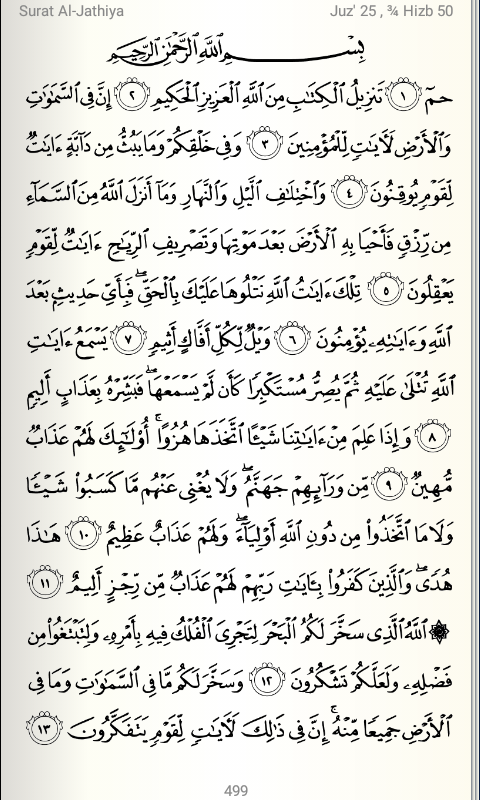 Surat Al-Jathiya Juz' 25 , ¾ Hizb 50
بِسْمِ ٱللَّهِ ٱلرَّحْمَٰنِ ٱلرَّحِيمِ
حمٓ ١ تَنزِيلُ ٱلْكِتَٰبِ مِنَ ٱللَّهِ ٱلْعَزِيزِ ٱلْحَكِيمِ ٢ إِنَّ فِى ٱلسَّمَٰوَٰتِ
وَٱلْأَرْضِ لَءَايَٰتٍ لِّلْمُؤْمِنِينَ ٣ وَفِى خَلْقِكُمْ وَمَا يَبُثُّ مِن دَآبَّةٍ ءَايَٰتٌ
لِّقَوْمٍ يُوقِنُونَ ٤ وَٱخْتِلَٰفِ ٱلَّيْلِ وَٱلنَّهَارِ وَمَآ أَنزَلَ ٱللَّهُ مِنَ ٱلسَّمَآءِ
مِن رِّزْقٍ فَأَحْيَا بِهِ ٱلْأَرْضَ بَعْدَ مَوْتِهَا وَتَصْرِيفِ ٱلرِّيَٰحِ ءَايَٰتٌ لِّقَوْمٍ
يَعْقِلُونَ ٥ تِلْكَ ءَايَٰتُ ٱللَّهِ نَتْلُوهَا عَلَيْكَ بِٱلْحَقِّ ۖ فَبِأَىِّ حَدِيثٍۭ بَعْدَ
ٱللَّهِ وَءَايَٰتِهِۦ يُؤْمِنُونَ ٦ وَيْلٌ لِّكُلِّ أَفَّاكٍ أَثِيمٍ ٧ يَسْمَعُ ءَايَٰتِ
ٱللَّهِ تُتْلَىٰ عَلَيْهِ ثُمَّ يُصِرُّ مُسْتَكْبِرًا كَأَن لَّمْ يَسْمَعْهَا ۖ فَبَشِّرْهُ بِعَذَابٍ أَلِيمٍ
٨ وَإِذَا عَلِمَ مِنْ ءَايَٰتِنَا شَيْـًٔا ٱتَّخَذَهَا هُزُوًا ۚ أُو۟لَٰٓئِكَ لَهُمْ عَذَابٌ
مُّهِينٌ ٩ مِّن وَرَآئِهِمْ جَهَنَّمُ ۖ وَلَا يُغْنِى عَنْهُم مَّا كَسَبُوا۟ شَيْـًٔا
وَلَا مَا ٱتَّخَذُوا۟ مِن دُونِ ٱللَّهِ أَوْلِيَآءَ ۖ وَلَهُمْ عَذَابٌ عَظِيمٌ ١٠ هَٰذَا
هُدًى ۖ وَٱلَّذِينَ كَفَرُوا۟ بِـَٔايَٰتِ رَبِّهِمْ لَهُمْ عَذَابٌ مِّن رِّجْزٍ أَلِيمٌ ١١
۞ ٱللَّهُ ٱلَّذِى سَخَّرَ لَكُمُ ٱلْبَحْرَ لِتَجْرِىَ ٱلْفُلْكُ فِيهِ بِأَمْرِهِۦ وَلِتَبْتَغُوا۟ مِن
فَضْلِهِۦ وَلَعَلَّكُمْ تَشْكُرُونَ ١٢ وَسَخَّرَ لَكُم مَّا فِى ٱلسَّمَٰوَٰتِ وَمَا فِى
ٱلْأَرْضِ جَمِيعًا مِّنْهُ ۚ إِنَّ فِى ذَٰلِكَ لَءَايَٰتٍ لِّقَوْمٍ يَتَفَكَّرُونَ ١٣
499